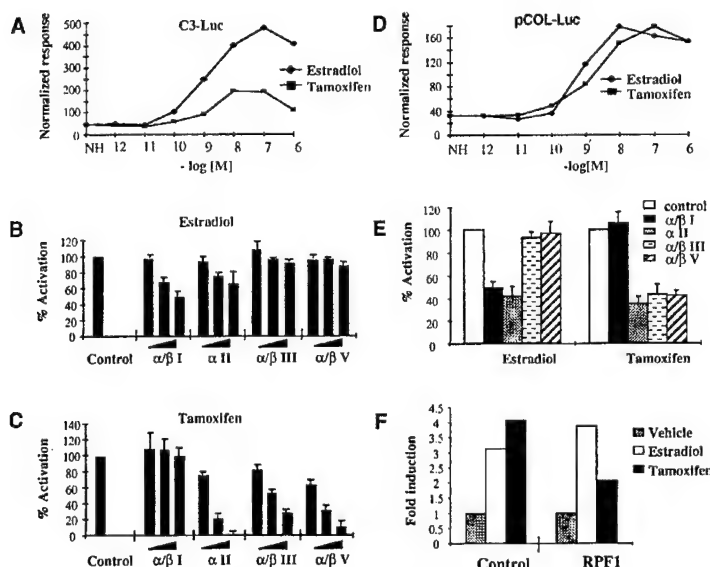 A
C3-Luc
Normalized response
500
400
300
200
100
0
Estradiol
Tamoxifen
NH 12 11 10 9 8 7 6
- log [M]
D
pCOL-Luc
Normalized response
160
120
80
40
0
Estradiol
Tamoxifen
NH 12 11 10 9' 8 7 6
-log[M]
B
Estradiol
% Activation
120
100
80
60
40
20
0
Control α/β I α II α/β III α/β V
E
% Activation
120
100
80
60
40
20
0
control
α/β I
α II
α/β III
α/β V
Estradiol Tamoxifen
C
Tamoxifen
% Activation
140
120
100
80
60
40
20
0
Control α/β I α II α/β III α/β V
F
Fold induction
4.5
4
3.5
3
2.5
2
1.5
1
0.5
0
Vehicle
Estradiol
Tamoxifen
Control RPF1